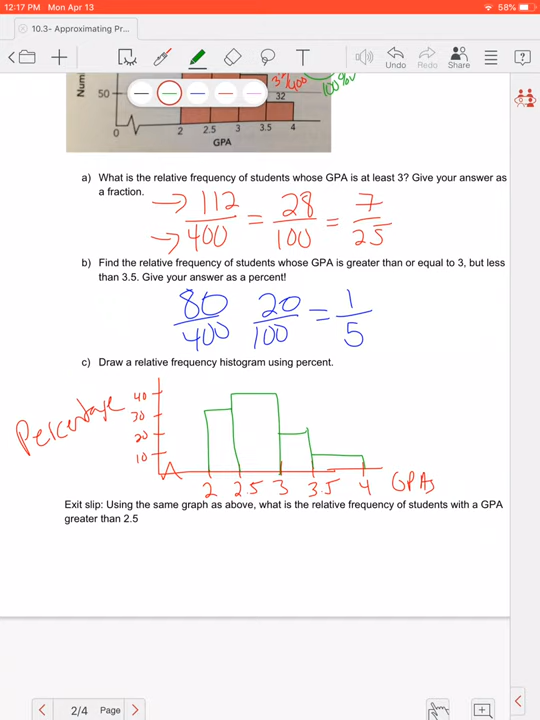 12:17 PM Mon Apr 13
58%
10.3- Approximating Pr...
T
Undo
Redo
Share
Num
50
0
2 2.5 3 3.5 4
GPA
32
100%
a) What is the relative frequency of students whose GPA is at least 3? Give your answer as
a fraction.
→ 112 / → 400 = 28 / 100 = 7 / 25
b) Find the relative frequency of students whose GPA is greater than or equal to 3, but less
than 3.5. Give your answer as a percent!
80 / 400 20 / 100 = 1 / 5
c) Draw a relative frequency histogram using percent.
Percentage
40
30
20
10
2 2.5 3 3.5 4 GPAs
Exit slip: Using the same graph as above, what is the relative frequency of students with a GPA
greater than 2.5
2/4 Page